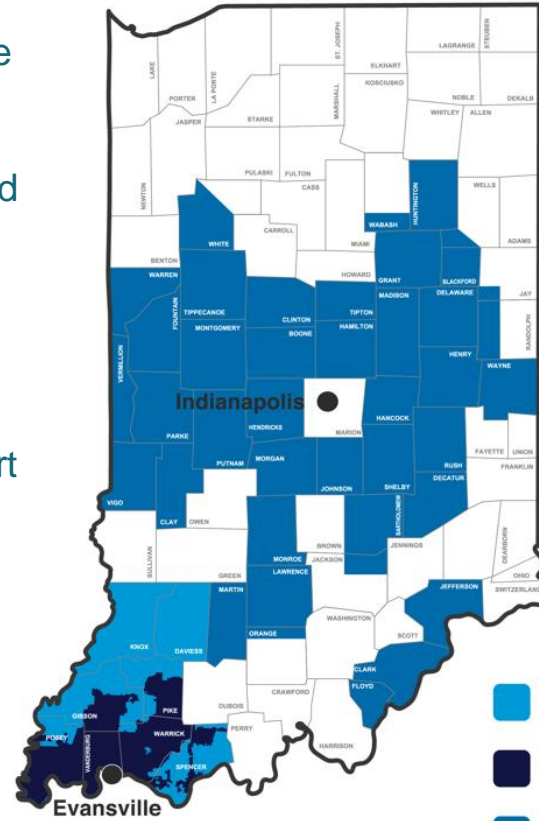 e
d
rt
LAKE
PORTER
LA PORTE
ST. JOSEPH
ELKHART
LAGRANGE
STEUBEN
KOSCIUSKO
NOBLE
DEKALB
JASPER
STARKE
MARSHALL
WHITLEY
ALLEN
NEWTON
PULASKI
FULTON
CASS
WABASH
HUNTINGTON
WELLS
ADAMS
WHITE
CARROLL
MIAMI
BENTON
HOWARD
GRANT
BLACKFORD
WARREN
FOUNTAIN
TIPPECANOE
CLINTON
TIPTON
MADISON
DELAWARE
JAY
MONTGOMERY
BOONE
HAMILTON
RANDOLPH
VERMILLION
HENRY
WAYNE
Indianapolis
PARKE
HENDRICKS
MARION
HANCOCK
PUTNAM
MORGAN
FAYETTE
UNION
RUSH
FRANKLIN
VIGO
JOHNSON
SHELBY
DECATUR
CLAY
OWEN
BARTHOLOMEW
BROWN
JENNINGS
DEARBORN
SULLIVAN
GREEN
MONROE
JACKSON
LAWRENCE
OHIO
MARTIN
JEFFERSON
SWITZERLAND
WASHINGTON
KNOX
DAVIESS
ORANGE
SCOTT
CLARK
FLOYD
GIBSON
PIKE
DUBOIS
CRAWFORD
POSEY
VANDERBURG
WARRICK
PERRY
HARRISON
SPENCER
Evansville